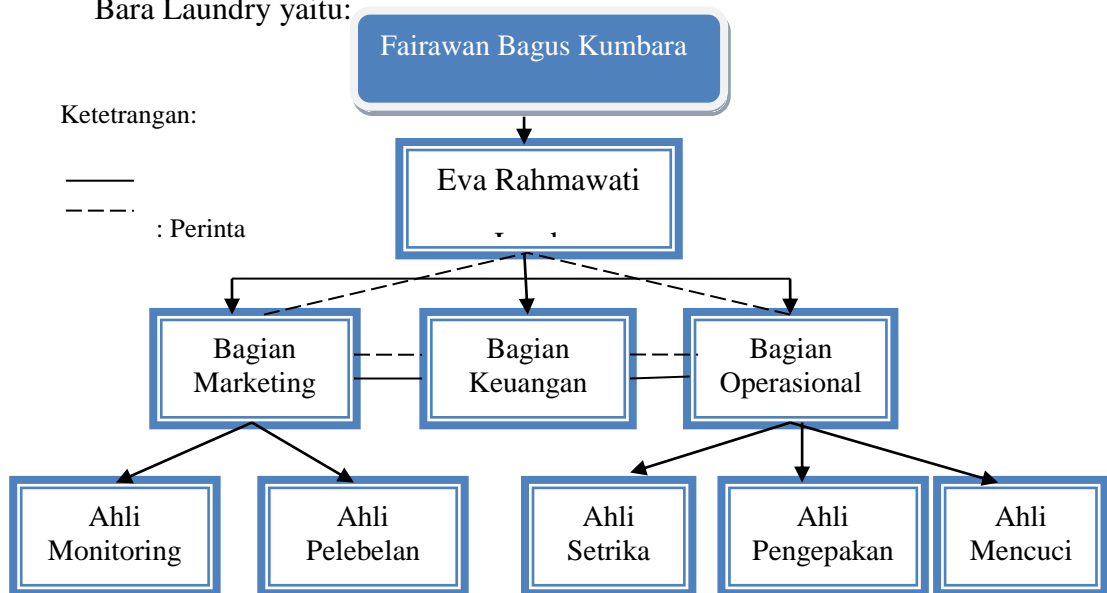 Bara Laundry yaitu:
Fairawan Bagus Kumbara
Ketetrangan:
Eva Rahmawati
: Perinta
Bagian
Marketing
Bagian
Keuangan
Bagian
Operasional
Ahli
Monitoring
Ahli
Pelebelan
Ahli
Setrika
Ahli
Pengepakan
Ahli
Mencuci